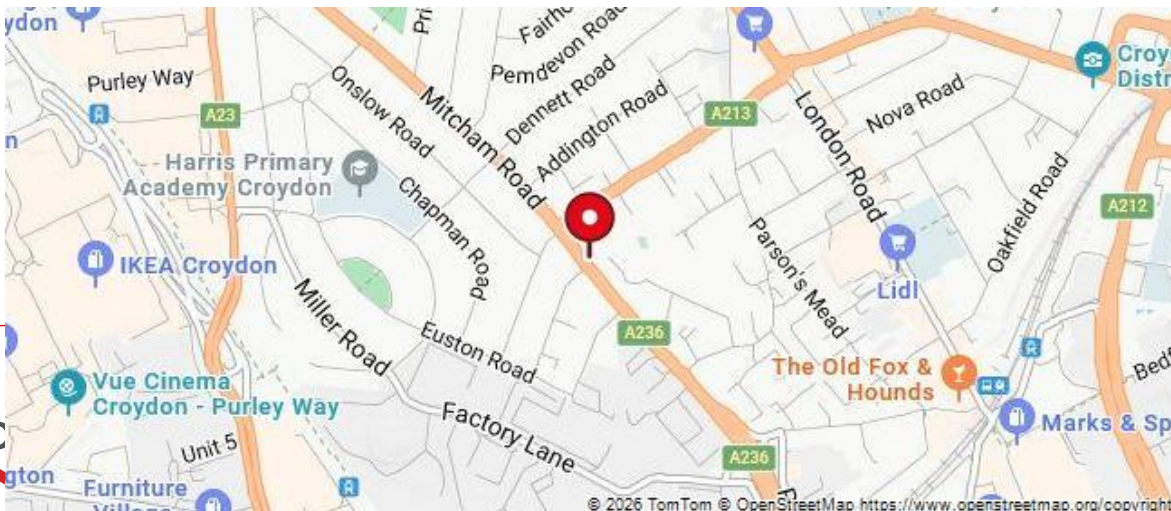 ydon
Purley Way
A23
Onslow Road
Mitcham Road
Pemdevon Road
Dennett Road
Addington Road
A213
London Road
Nova Road
Croy
Distr
Harris Primary
Academy Croydon
Chapman Road
Parson's Mead
Oakfield Road
A212
IKEA Croydon
Lidl
Miller Road
Euston Road
A236
The Old Fox &
Hounds
Vue Cinema
Croydon - Purley Way
Factory Lane
Unit 5
Marks & Sp
Bedf
A236
gton
Furniture
Village
© 2026 TomTom © OpenStreetMap https://www.openstreetmap.org/copyright